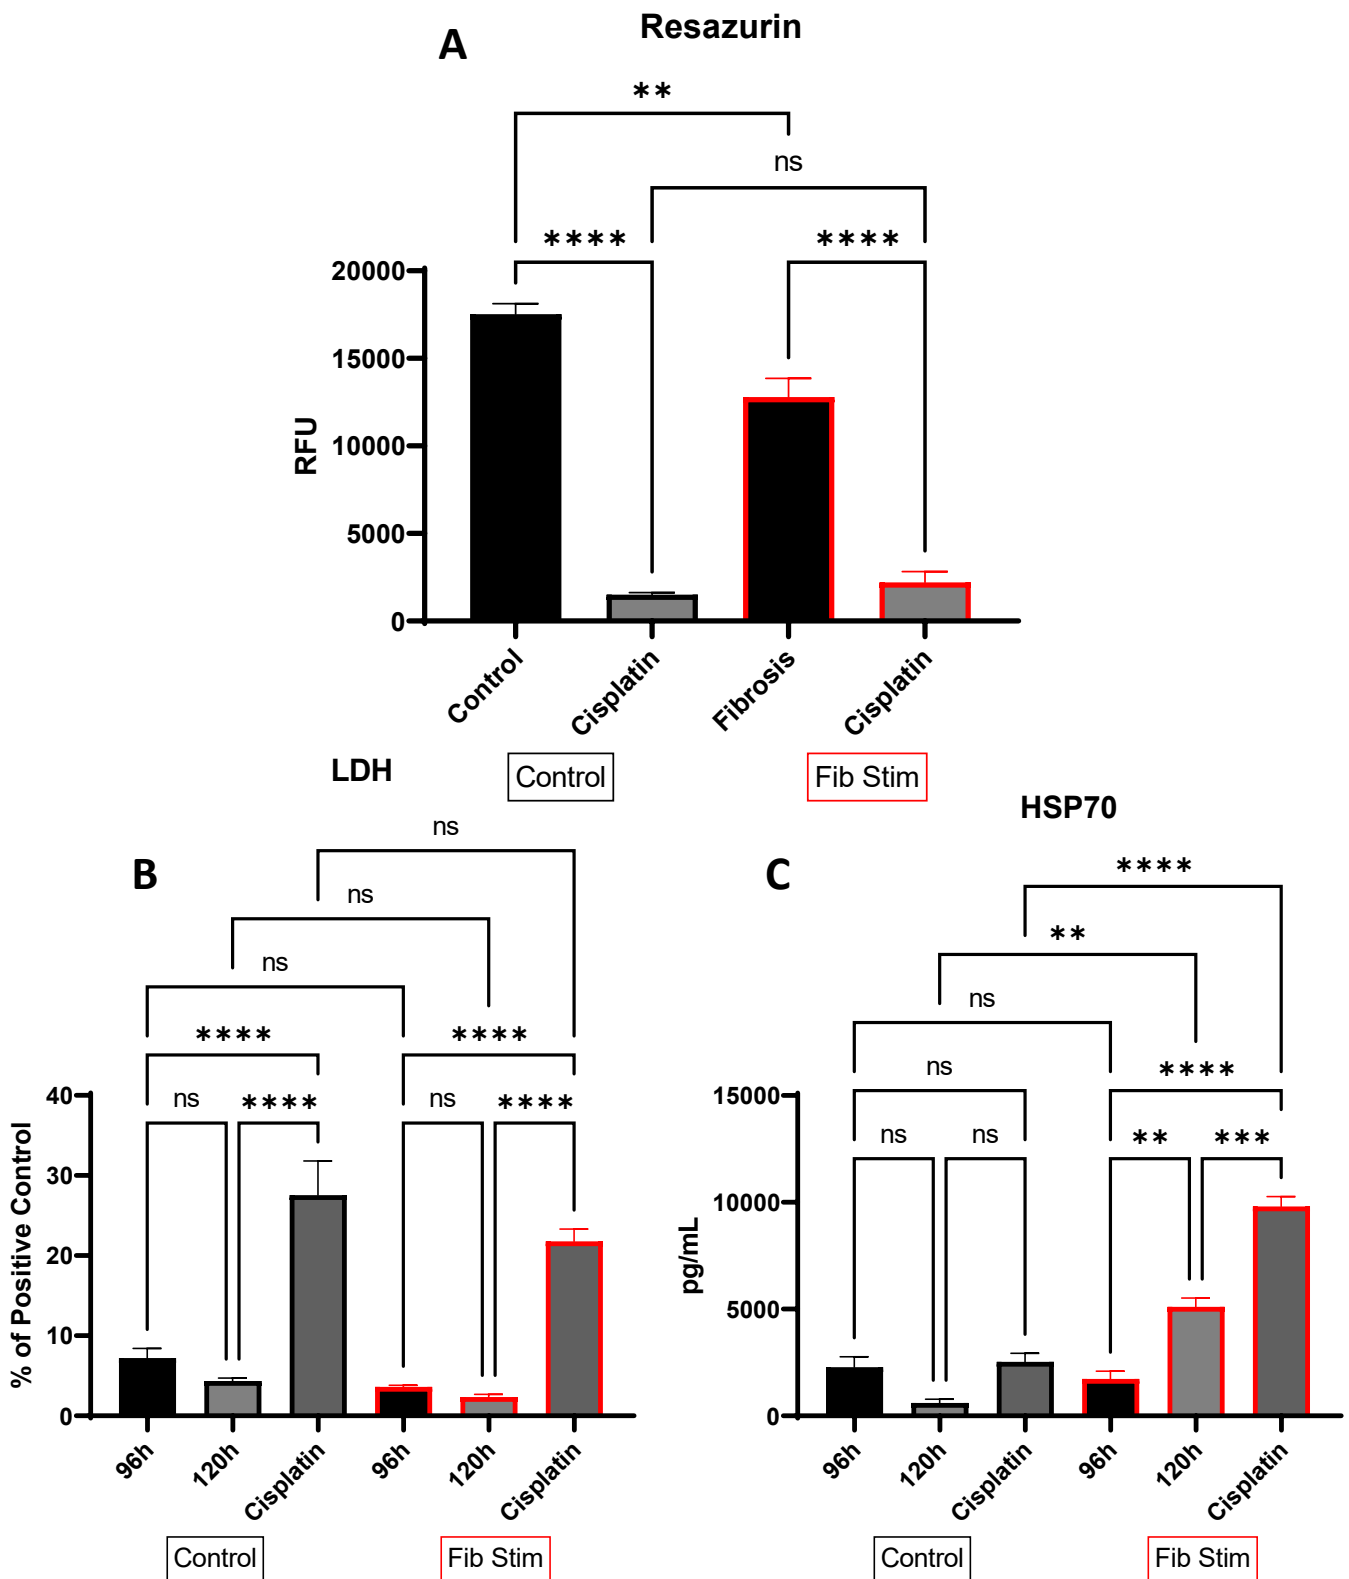 Resazurin
A
**
ns
**** ****
20000
15000
10000
5000
0
RFU
Control Cisplatin Fibrosis Cisplatin
Control Fib Stim
LDH
B
ns
ns
ns
**** ****
ns **** ns ****
40
30
20
10
0
% of Positive Control
96h 120h Cisplatin 96h 120h Cisplatin
Control Fib Stim
HSP70
C
****
**
ns
ns ****
ns ns ** ***
15000
10000
5000
0
pg/mL
96h 120h Cisplatin 96h 120h Cisplatin
Control Fib Stim